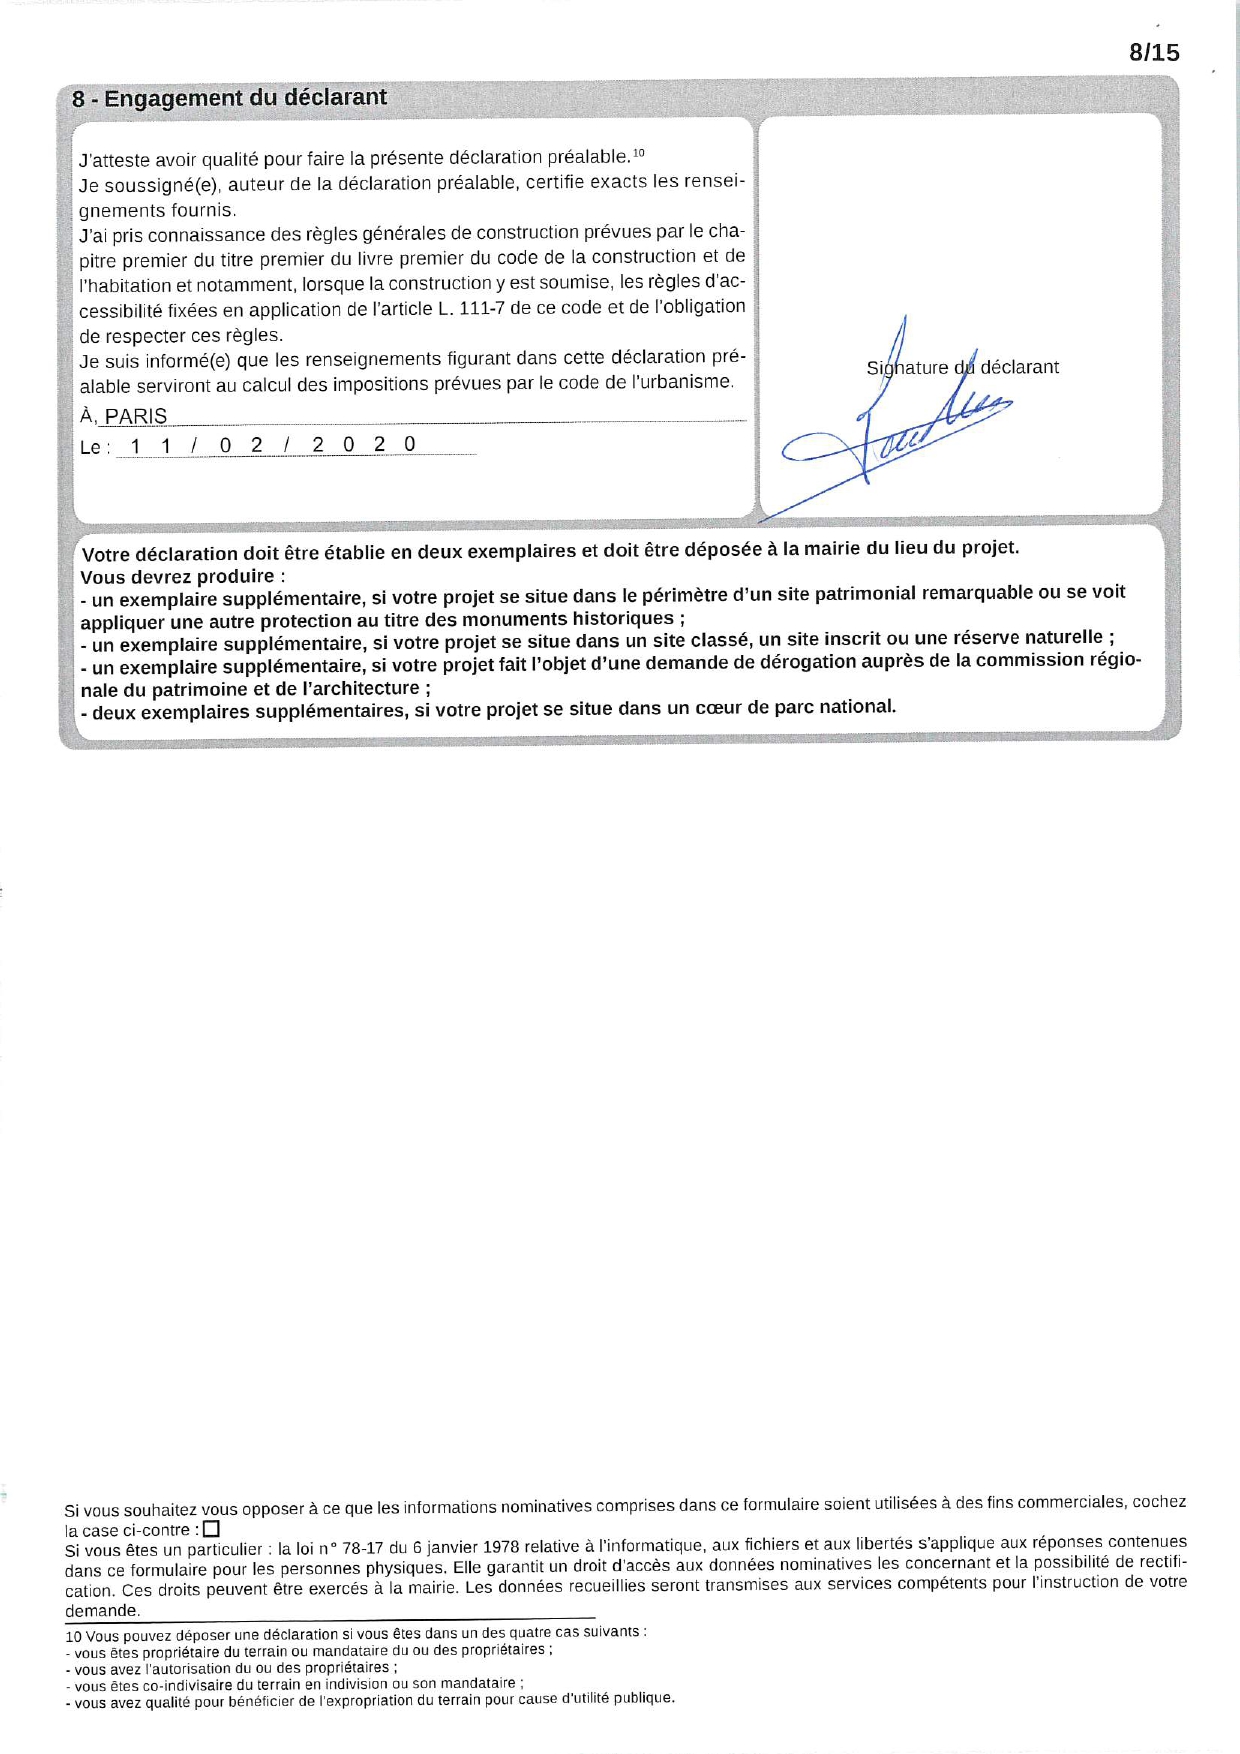 8/15
8 - Engagement du déclarant
J'atteste avoir qualité pour faire la présente déclaration préalable.10
Je soussigné(e), auteur de la déclaration préalable, certifie exacts les rensei-
gnements fournis.
J'ai pris connaissance des règles générales de construction prévues par le cha-
pitre premier du titre premier du livre premier du code de la construction et de
l'habitation et notamment, lorsque la construction y est soumise, les règles d'ac-
cessibilité fixées en application de l'article L. 111-7 de ce code et de l'obligation
de respecter ces règles.
Je suis informé(e) que les renseignements figurant dans cette déclaration pré-
alable serviront au calcul des impositions prévues par le code de l'urbanisme.
À, PARIS
Le : 1 1 / 0 2 / 2 0 2 0
Signature du déclarant
Votre déclaration doit être établie en deux exemplaires et doit être déposée à la mairie du lieu du projet.
Vous devrez produire :
- un exemplaire supplémentaire, si votre projet se situe dans le périmètre d'un site patrimonial remarquable ou se voit
appliquer une autre protection au titre des monuments historiques ;
- un exemplaire supplémentaire, si votre projet se situe dans un site classé, un site inscrit ou une réserve naturelle ;
- un exemplaire supplémentaire, si votre projet fait l'objet d'une demande de dérogation auprès de la commission régio-
nale du patrimoine et de l'architecture ;
- deux exemplaires supplémentaires, si votre projet se situe dans un cœur de parc national.
Si vous souhaitez vous opposer à ce que les informations nominatives comprises dans ce formulaire soient utilisées à des fins commerciales, cochez
la case ci-contre : ☐
Si vous êtes un particulier : la loi n° 78-17 du 6 janvier 1978 relative à l'informatique, aux fichiers et aux libertés s'applique aux réponses contenues
dans ce formulaire pour les personnes physiques. Elle garantit un droit d'accès aux données nominatives les concernant et la possibilité de rectifi-
cation. Ces droits peuvent être exercés à la mairie. Les données recueillies seront transmises aux services compétents pour l'instruction de votre
demande.
10 Vous pouvez déposer une déclaration si vous êtes dans un des quatre cas suivants :
- vous êtes propriétaire du terrain ou mandataire du ou des propriétaires ;
- vous avez l'autorisation du ou des propriétaires ;
- vous êtes co-indivisaire du terrain en indivision ou son mandataire ;
- vous avez qualité pour bénéficier de l'expropriation du terrain pour cause d'utilité publique.